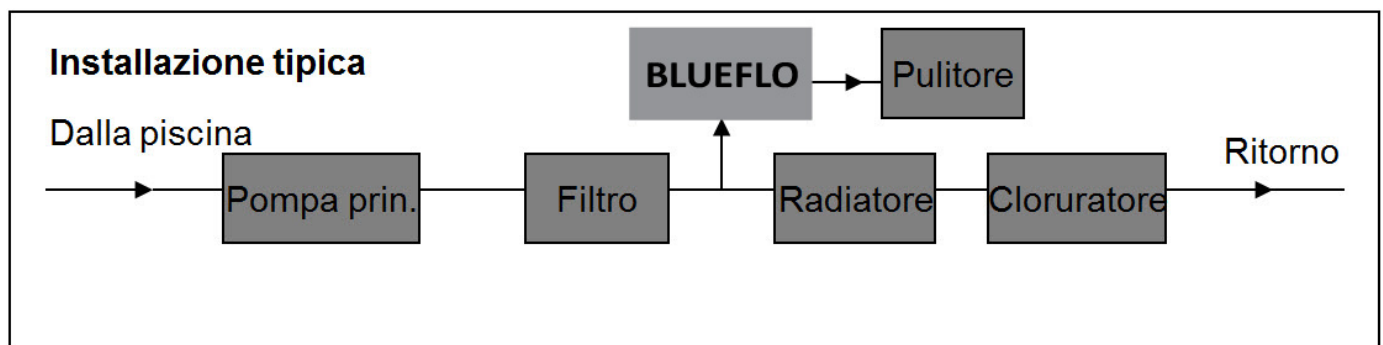 Installazione tipica
BLUEFLO
Pulitore
Dalla piscina
Ritorno
Pompa prin.
Filtro
Radiatore
Cloruratore